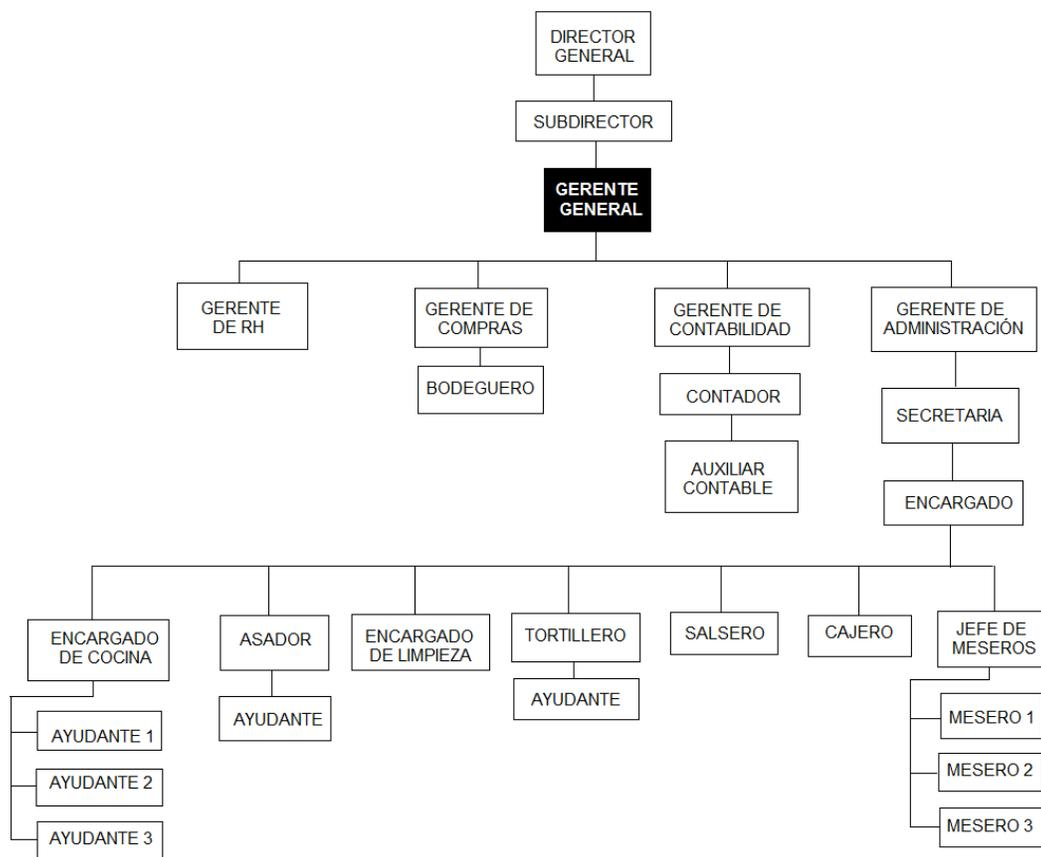 DIRECTOR
GENERAL
SUBDIRECTOR
GERENTE
GENERAL
GERENTE
DE RH
GERENTE DE
COMPRAS
GERENTE DE
CONTABILIDAD
GERENTE DE
ADMINISTRACIÓN
BODEGUERO
CONTADOR
SECRETARIA
AUXILIAR
CONTABLE
ENCARGADO
ENCARGADO
DE COCINA
ASADOR
ENCARGADO
DE LIMPIEZA
TORTILLERO
SALSERO
CAJERO
JEFE DE
MESEROS
AYUDANTE
AYUDANTE
AYUDANTE 1
AYUDANTE 2
AYUDANTE 3
MESERO 1
MESERO 2
MESERO 3